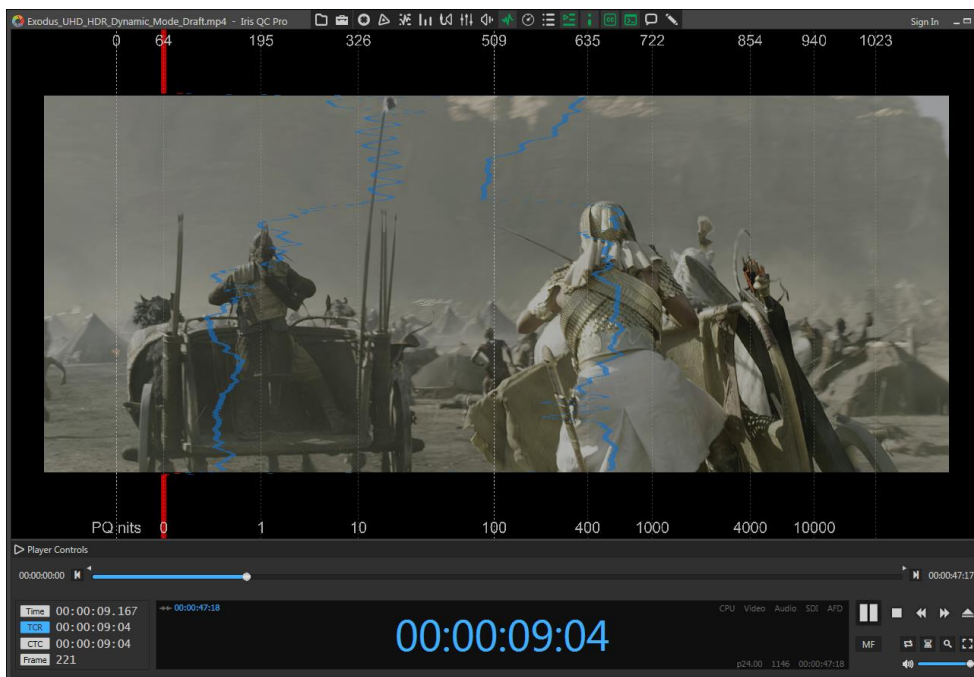 Exodus_UHD_HDR_Dynamic_Mode_Draft.mp4 - Iris QC Pro
Sign In
0 64 195 326 509 635 722 854 940 1023
PQ nits 0 1 10 100 400 1000 4000 10000
Player Controls
00:00:00:00
00:00:47:17
Time 00:00:09.167
TCR 00:00:09:04
CTC 00:00:09:04
Frame 221
00:00:47:18
CPU Video Audio SDI AFD
00:00:09:04
p24.00 1146 00:00:47:18
MF